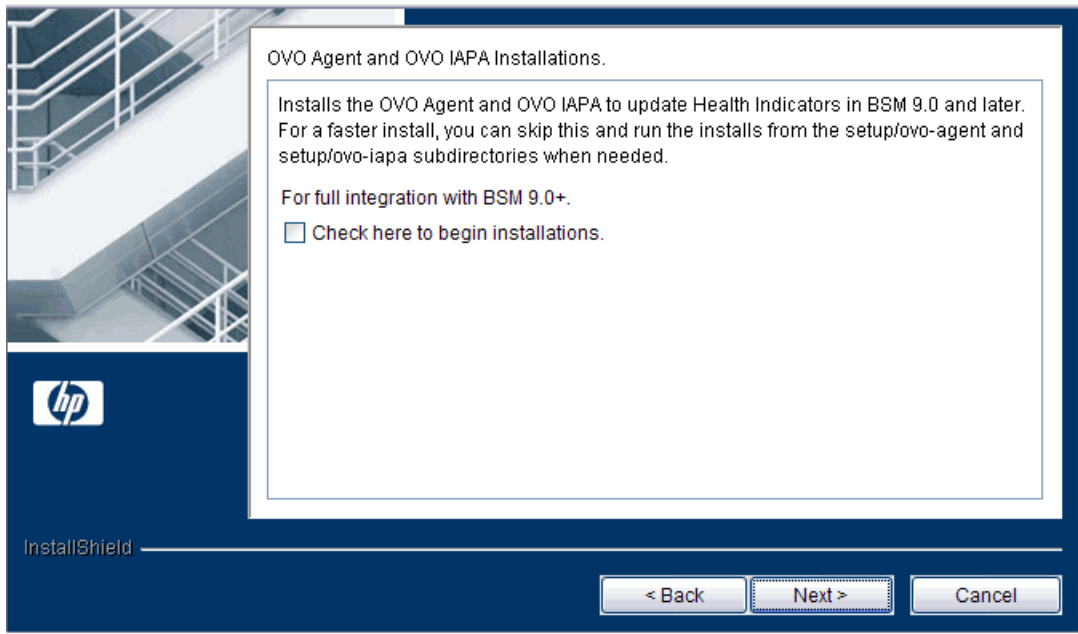 OVO Agent and OVO IAPA Installations.
Installs the OVO Agent and OVO IAPA to update Health Indicators in BSM 9.0 and later.
For a faster install, you can skip this and run the installs from the setup/ovo-agent and
setup/ovo-iapa subdirectories when needed.
For full integration with BSM 9.0+.
Check here to begin installations.
hp
InstallShield
< Back
Next >
Cancel